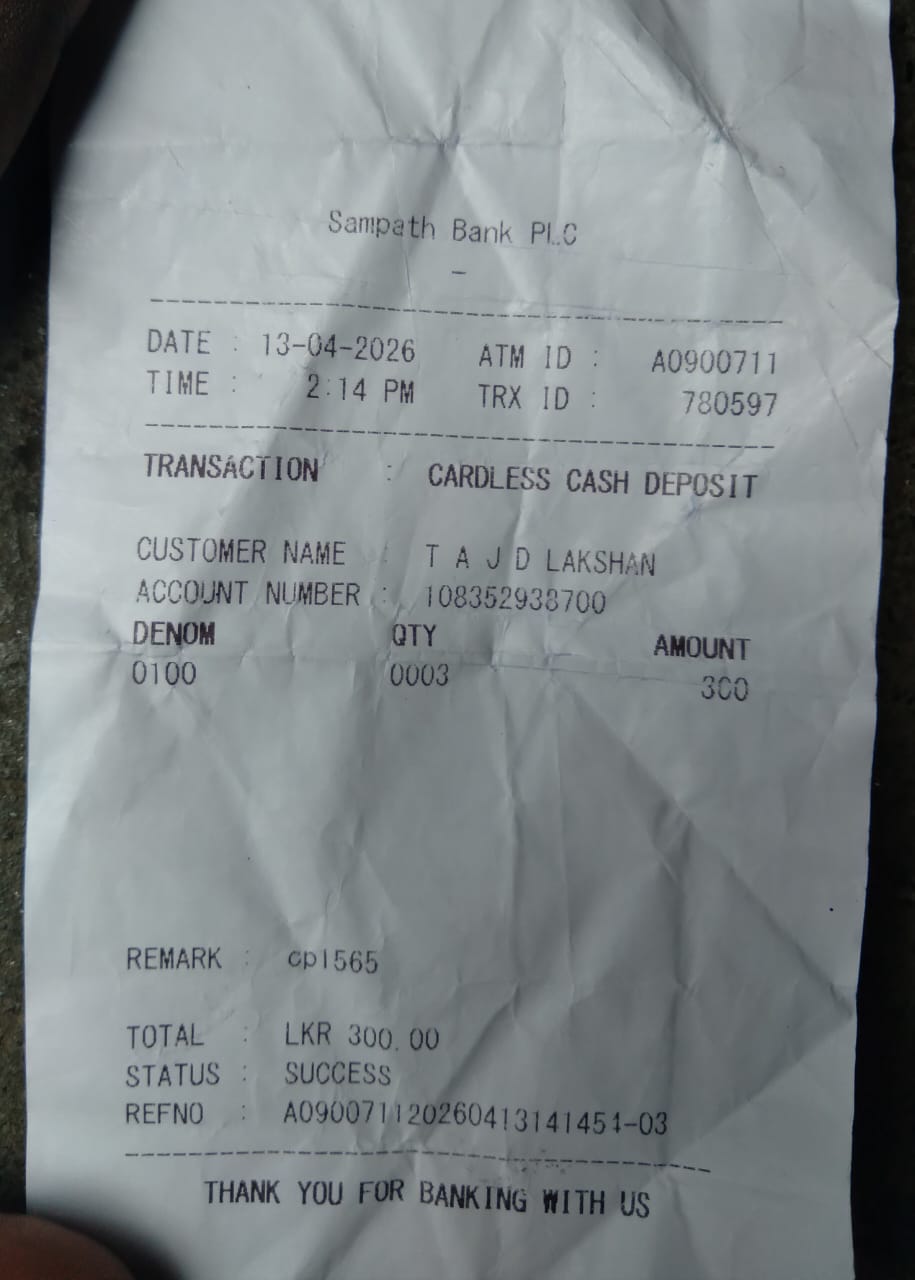 Sampath Bank PLC
-
DATE : 13-04-2026 ATM ID : A0900711
TIME : 2:14 PM TRX ID : 780597
TRANSACTION : CARDLESS CASH DEPOSIT
CUSTOMER NAME : T A J D LAKSHAN
ACCOUNT NUMBER : 108352938700
DENOM QTY AMOUNT
0100 0003 300
REMARK : cp1565
TOTAL : LKR 300.00
STATUS : SUCCESS
REFNO : A090071120260413141451-03
THANK YOU FOR BANKING WITH US